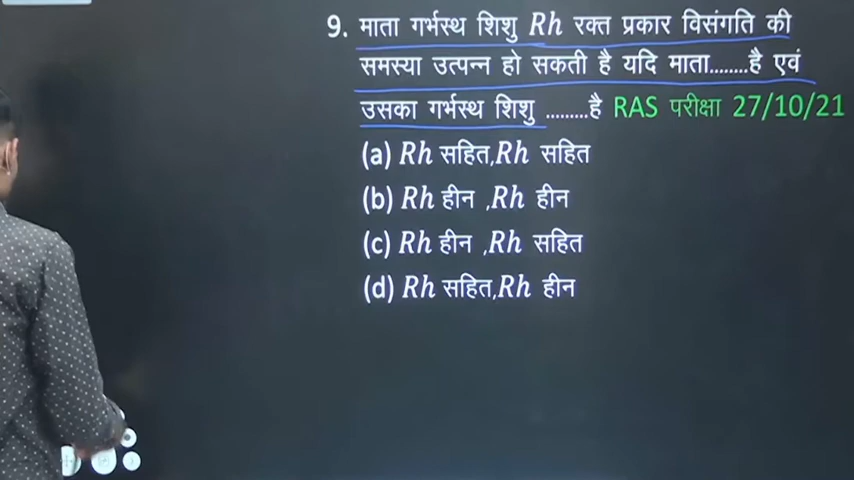 9. माता गर्भस्थ शिशु Rh रक्त प्रकार विसंगति की
समस्या उत्पन्न हो सकती है यदि माता........है एवं
उसका गर्भस्थ शिशु .........है RAS परीक्षा 27/10/21
(a) Rh सहित,Rh सहित
(b) Rh हीन ,Rh हीन
(c) Rh हीन ,Rh सहित
(d) Rh सहित,Rh हीन